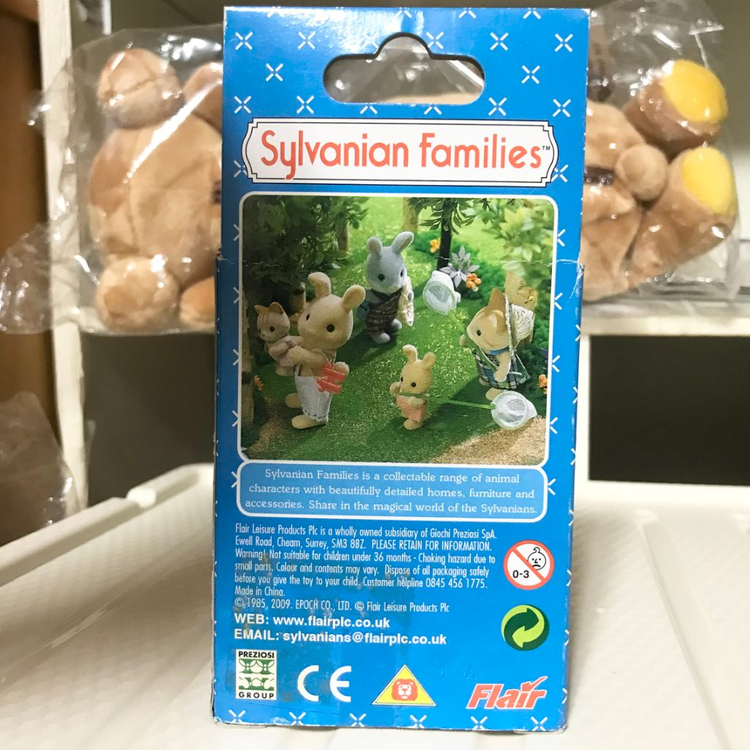 Sylvanian Families™
Sylvanian Families is a collectable range of animal
characters with beautifully detailed homes, furniture and
accessories. Share in the magical world of the Sylvanians.
Flair Leisure Products Plc is a wholly owned subsidiary of Giochi Preziosi SpA.
Ewell Road, Cheam, Surrey, SM3 8BZ. PLEASE RETAIN FOR INFORMATION.
Warning! Not suitable for children under 36 months - Choking hazard due to
small parts. Colour and contents may vary. Dispose of all packaging safely
before you give the toy to your child. Customer helpline 0845 456 1775.
Made in China.
© 1985, 2009. EPOCH CO., LTD. © Flair Leisure Products Plc
WEB: www.flairplc.co.uk
EMAIL: sylvanians@flairplc.co.uk
0-3
PREZIOSI
GROUP
CE
Flair